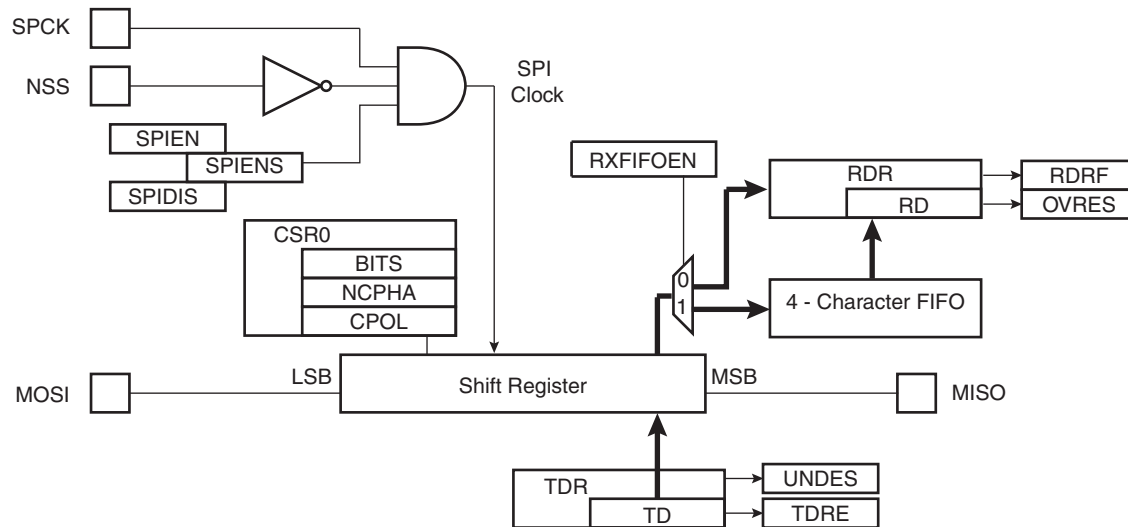 SPCK
NSS
SPI
Clock
SPIEN
SPIENS
SPIDIS
RXFIFOEN
RDR
RD
RDRF
OVRES
CSR0
BITS
NCPHA
CPOL
0
1
4 - Character FIFO
MOSI
LSB
Shift Register
MSB
MISO
TDR
TD
UNDES
TDRE